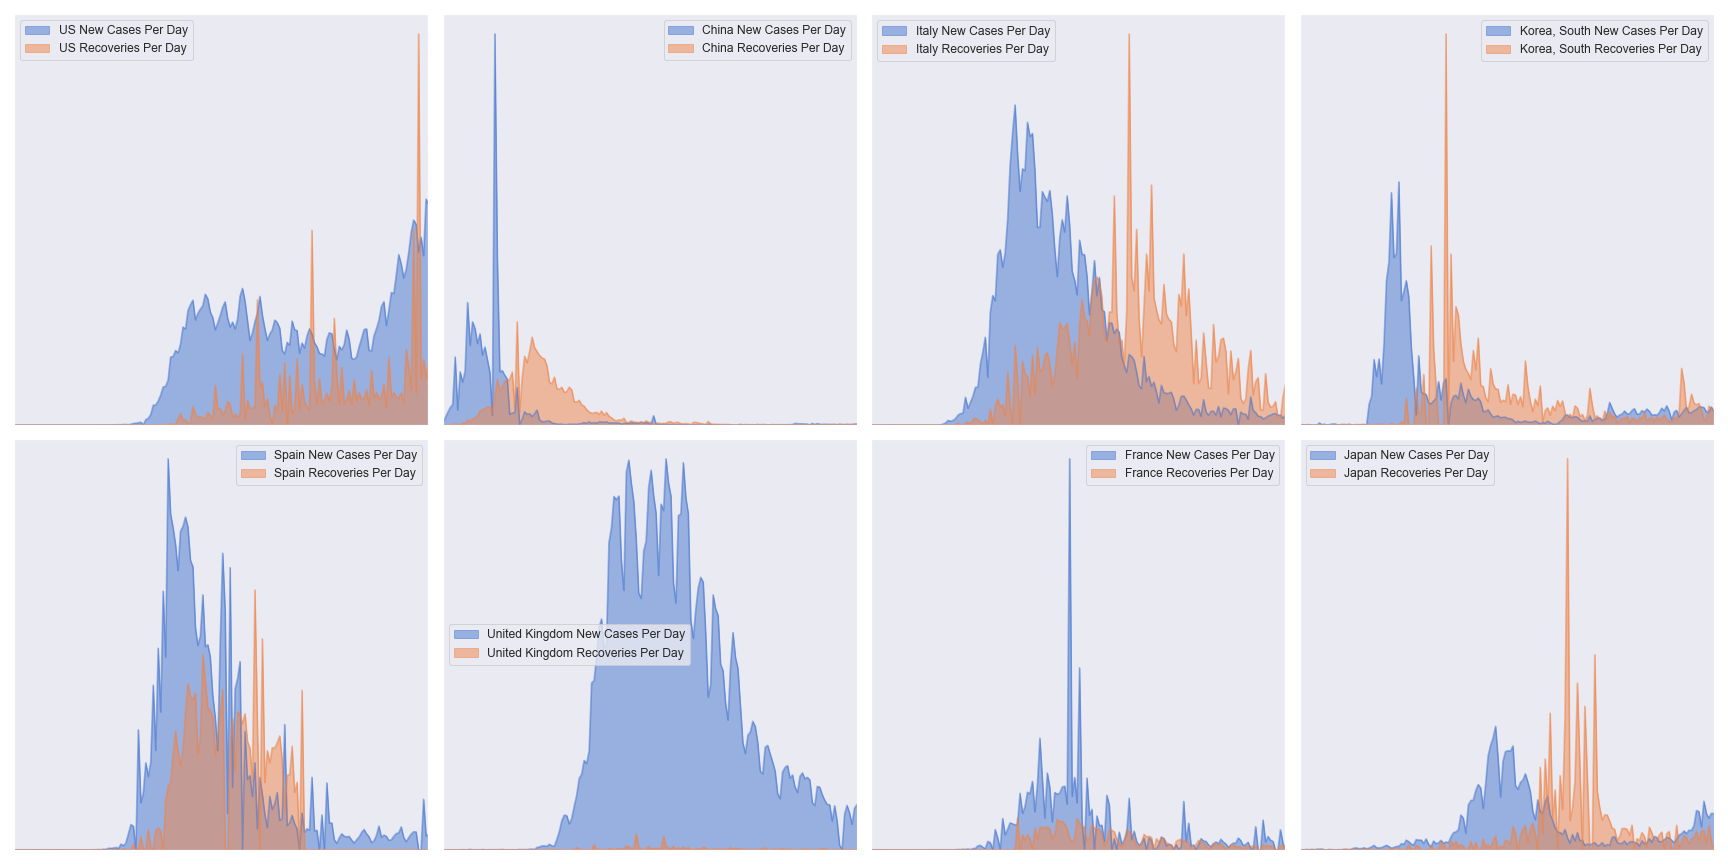 US New Cases Per Day
US Recoveries Per Day
China New Cases Per Day
China Recoveries Per Day
Italy New Cases Per Day
Italy Recoveries Per Day
Korea, South New Cases Per Day
Korea, South Recoveries Per Day
Spain New Cases Per Day
Spain Recoveries Per Day
United Kingdom New Cases Per Day
United Kingdom Recoveries Per Day
France New Cases Per Day
France Recoveries Per Day
Japan New Cases Per Day
Japan Recoveries Per Day